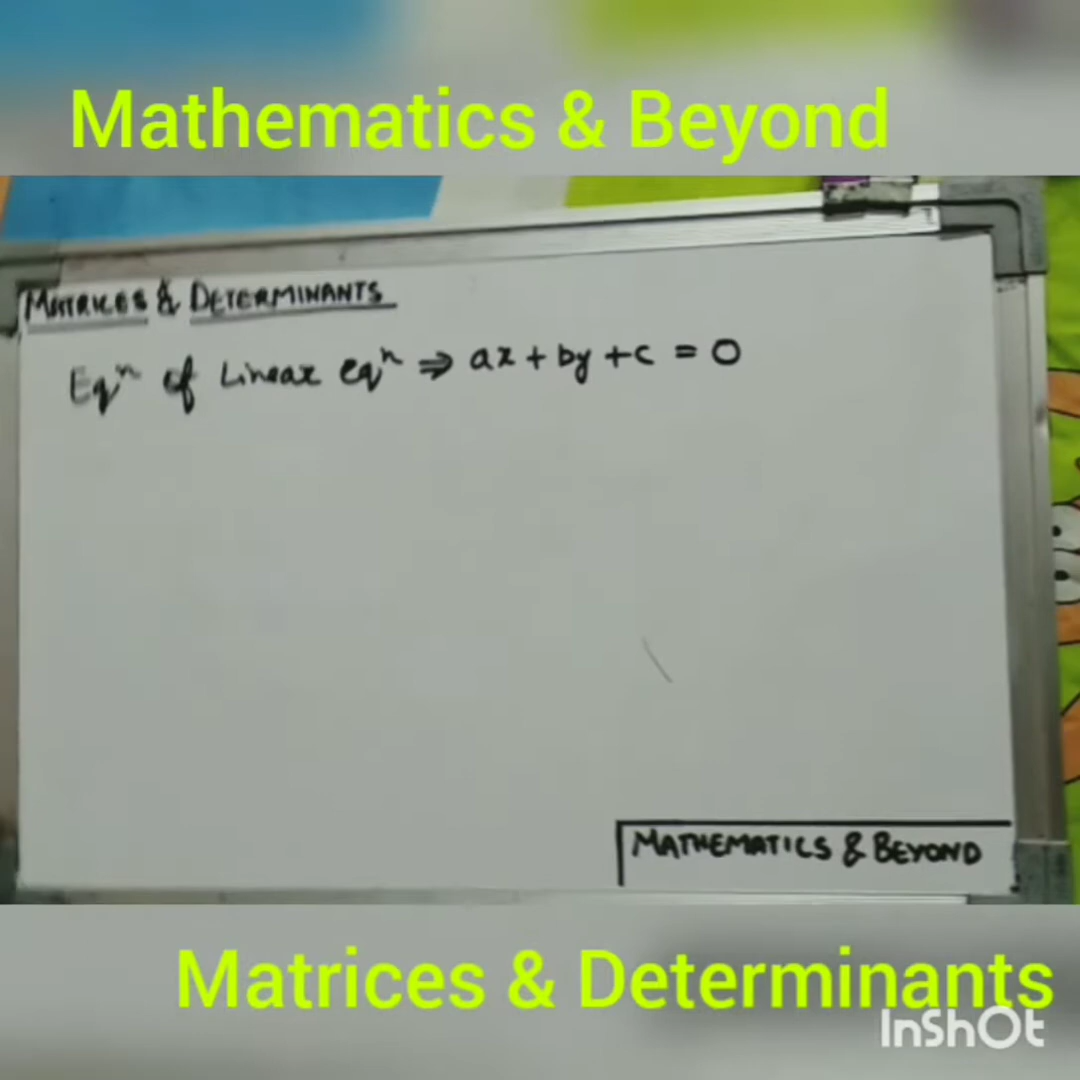 Mathematics & Beyond
MATRICES & DETERMINANTS
Eqⁿ of Linear eqⁿ ⇒ ax + by + c = 0
MATHEMATICS & BEYOND
Matrices & Determinants
InShOt